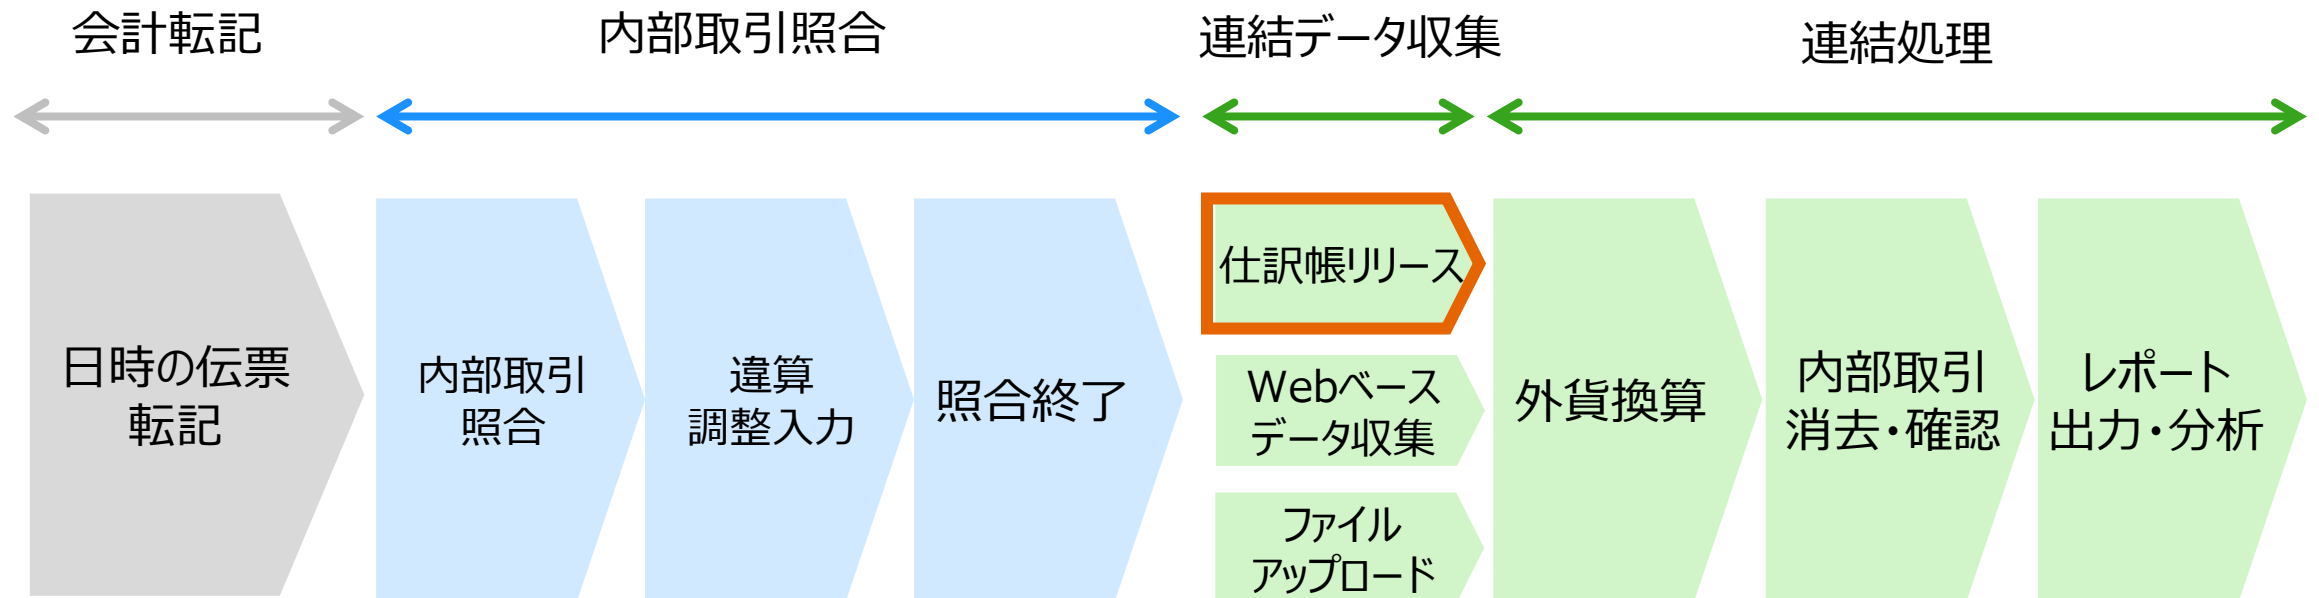 会計転記
内部取引照合
連結データ収集
連結処理
日時の伝票
転記
内部取引
照合
違算
調整入力
照合終了
仕訳帳リリース
Webベース
データ収集
ファイル
アップロード
外貨換算
内部取引
消去・確認
レポート
出力・分析